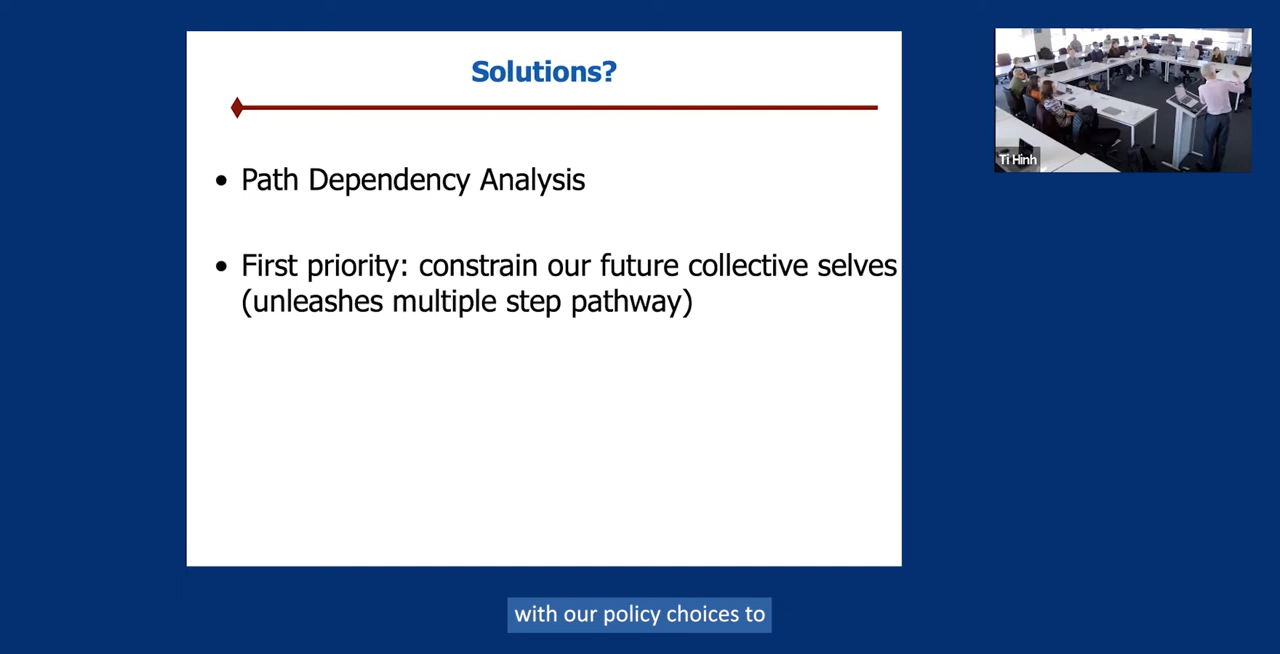 Solutions?
• Path Dependency Analysis
• First priority: constrain our future collective selves
(unleashes multiple step pathway)
Ti Hinh
with our policy choices to